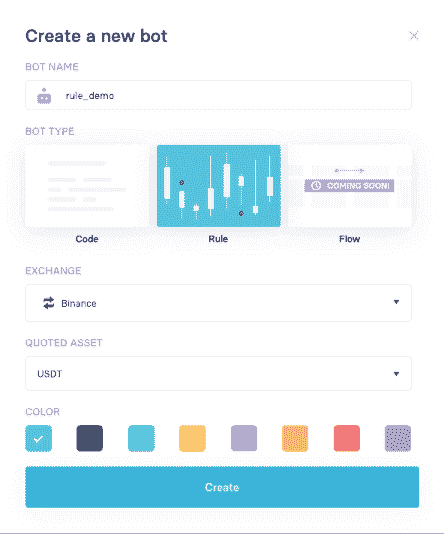 Create a new bot
BOT NAME
rule_demo
BOT TYPE
COMING SOON!
Code
Rule
Flow
EXCHANGE
Binance
QUOTED ASSET
USDT
COLOR
Create